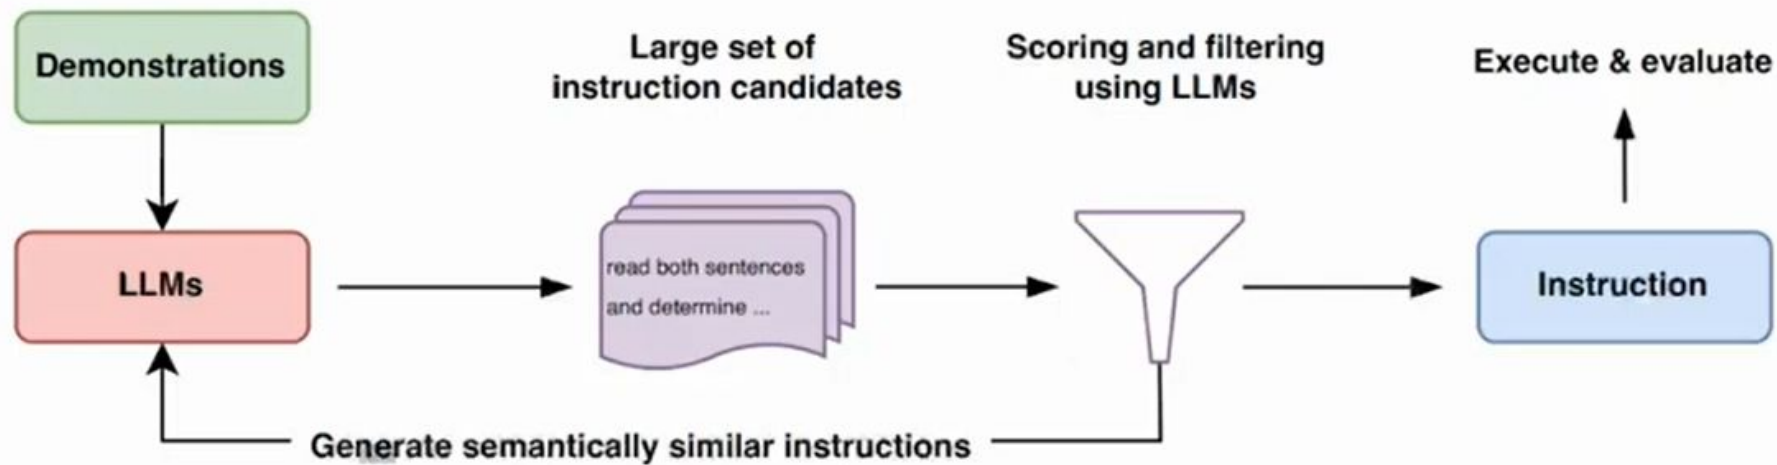 Demonstrations
Large set of
instruction candidates
Scoring and filtering
using LLMs
Execute & evaluate
LLMs
read both sentences
and determine ...
Instruction
Generate semantically similar instructions